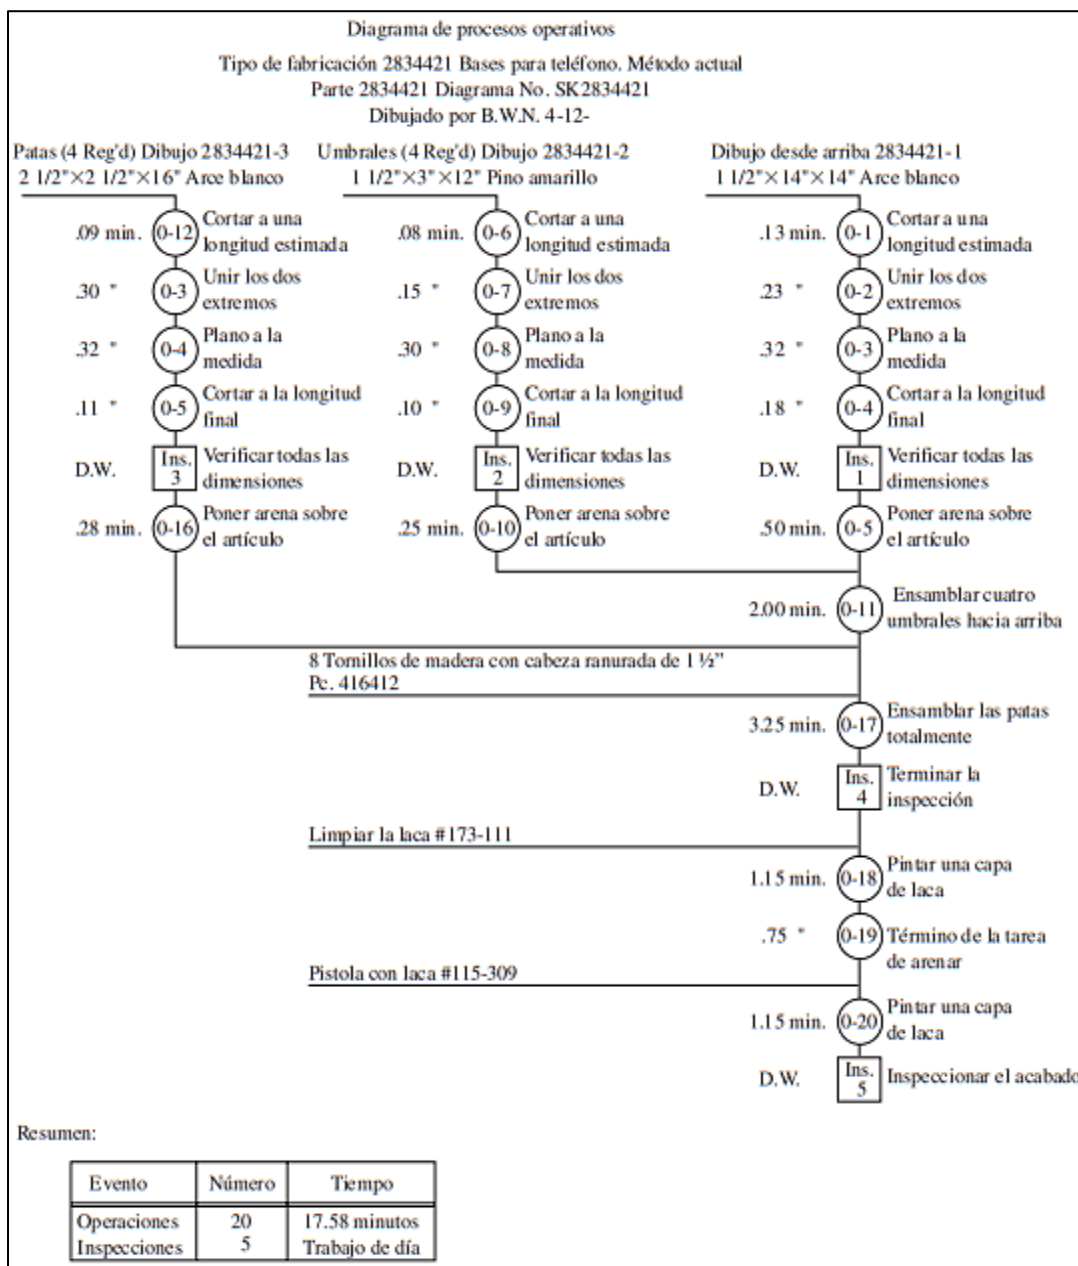 Diagrama de procesos operativos
Tipo de fabricación 2834421 Bases para teléfono. Método actual
Parte 2834421 Diagrama No. SK2834421
Dibujado por B.W.N. 4-12-
Patas (4 Reg'd) Dibujo 2834421-3
2 1/2"×2 1/2"×16" Arce blanco
.09 min.
0-12
Cortar a una
longitud estimada
.30 "
0-3
Unir los dos
extremos
.32 "
0-4
Plano a la
medida
.11 "
0-5
Cortar a la longitud
final
D.W.
Ins.
3
Verificar todas las
dimensiones
.28 min.
0-16
Poner arena sobre
el artículo
Umbrales (4 Reg'd) Dibujo 2834421-2
1 1/2"×3"×12" Pino amarillo
.08 min.
0-6
Cortar a una
longitud estimada
.15 "
0-7
Unir los dos
extremos
.30 "
0-8
Plano a la
medida
.10 "
0-9
Cortar a la longitud
final
D.W.
Ins.
2
Verificar todas las
dimensiones
.25 min.
0-10
Poner arena sobre
el artículo
Dibujo desde arriba 2834421-1
1 1/2"×14"×14" Arce blanco
.13 min.
0-1
Cortar a una
longitud estimada
.23 "
0-2
Unir los dos
extremos
.32 "
0-3
Plano a la
medida
.18 "
0-4
Cortar a la longitud
final
D.W.
Ins.
1
Verificar todas las
dimensiones
.50 min.
0-5
Poner arena sobre
el artículo
2.00 min.
0-11
Ensamblar cuatro
umbrales hacia arriba
8 Tornillos de madera con cabeza ranurada de 1 ½”
Pc. 416412
3.25 min.
0-17
Ensamblar las patas
totalmente
D.W.
Ins.
4
Terminar la
inspección
Limpiar la laca #173-111
1.15 min.
0-18
Pintar una capa
de laca
.75 "
0-19
Término de la tarea
de arenar
Pistola con laca #115-309
1.15 min.
0-20
Pintar una capa
de laca
D.W.
Ins.
5
Inspeccionar el acabado
Resumen:
Evento Número Tiempo
Operaciones 20 17.58 minutos
Inspecciones 5 Trabajo de día